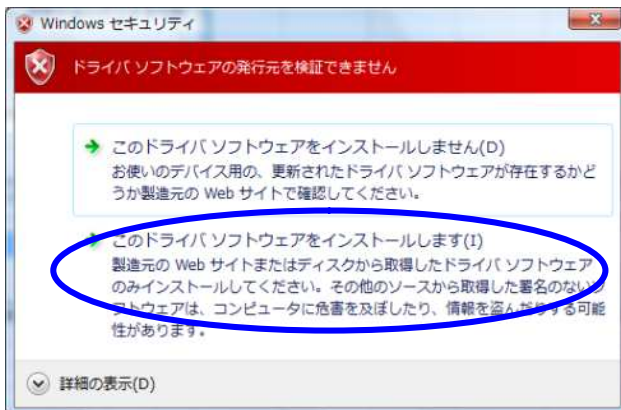 Windows セキュリティ
ドライバ ソフトウェアの発行元を検証できません
このドライバ ソフトウェアをインストールしません(D)
お使いのデバイス用の、更新されたドライバ ソフトウェアが存在するかど
うか製造元の Web サイトで確認してください。
このドライバ ソフトウェアをインストールします(I)
製造元の Web サイトまたはディスクから取得したドライバ ソフトウェア
のみインストールしてください。その他のソースから取得した署名のないソ
フトウェアは、コンピュータに危害を及ぼしたり、情報を盗んだりする可能
性があります。
詳細の表示(D)